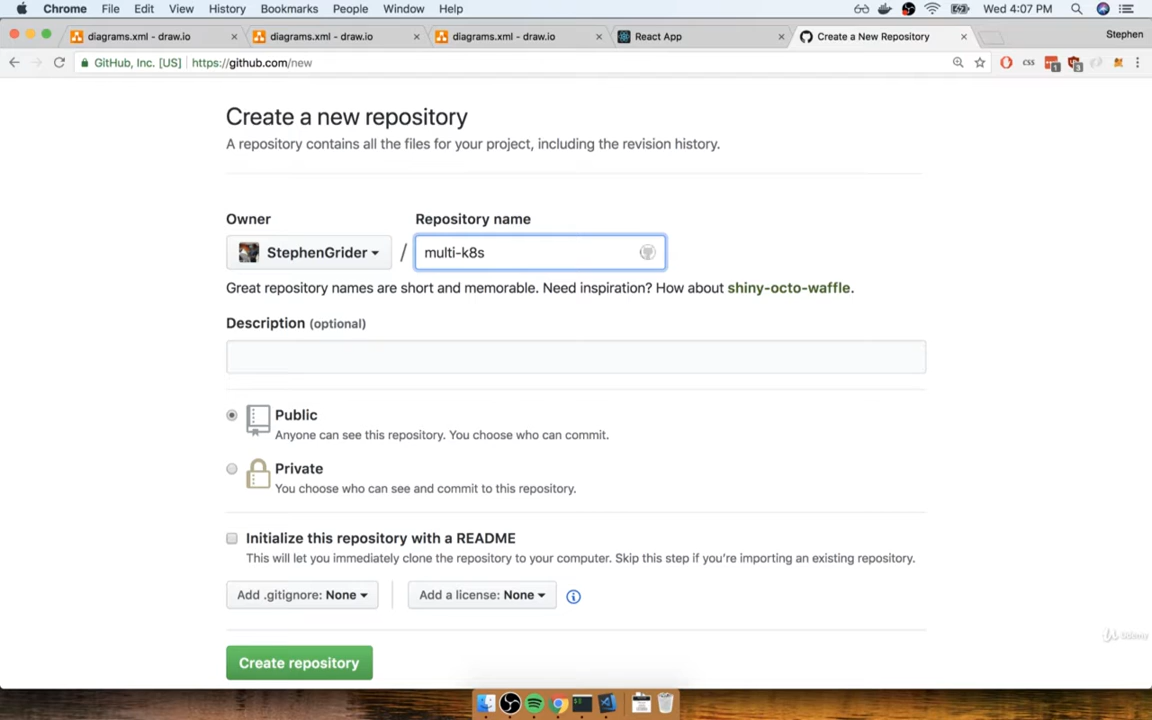 Chrome File Edit View History Bookmarks People Window Help Wed 4:07 PM
diagrams.xml - draw.io diagrams.xml - draw.io diagrams.xml - draw.io React App Create a New Repository Stephen
GitHub, Inc. [US] https://github.com/new CSS 1 3
Create a new repository
A repository contains all the files for your project, including the revision history.
Owner Repository name
StephenGrider / multi-k8s
Great repository names are short and memorable. Need inspiration? How about shiny-octo-waffle.
Description (optional)
Public
Anyone can see this repository. You choose who can commit.
Private
You choose who can see and commit to this repository.
Initialize this repository with a README
This will let you immediately clone the repository to your computer. Skip this step if you're importing an existing repository.
Add .gitignore: None Add a license: None
Udemy
Create repository